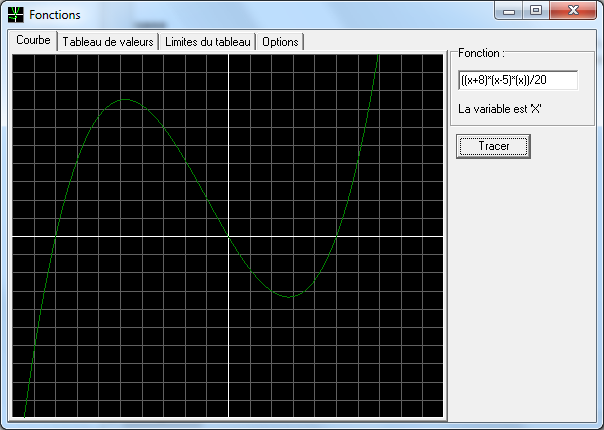 Fonctions
Courbe Tableau de valeurs Limites du tableau Options
Fonction :
((x+8)*(x-5)*(x))/20
La variable est 'X'
Tracer